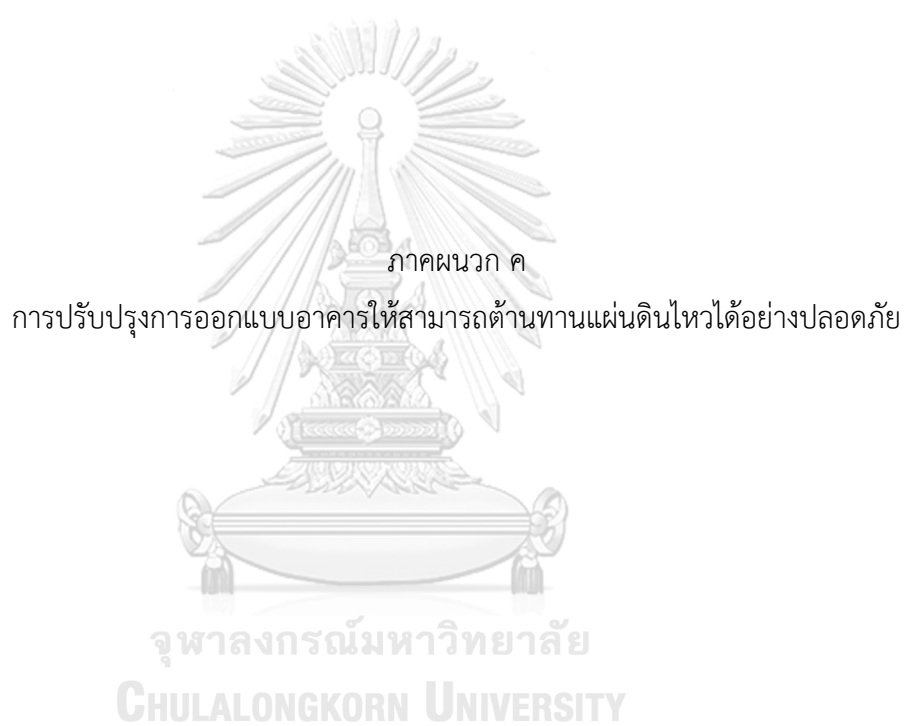 ภาคผนวก ค
การปรับปรุงการออกแบบอาคารให้สามารถต้านทานแผ่นดินไหวได้อย่างปลอดภัย
จุฬาลงกรณ์มหาวิทยาลัย
CHULALONGKORN UNIVERSITY